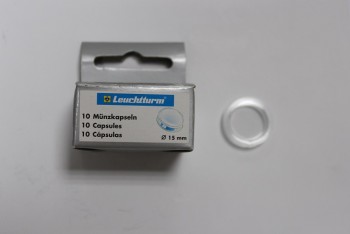 Leuchtturm
10 Münzkapseln
10 Capsules
10 Cápsulas
Ø 15 mm